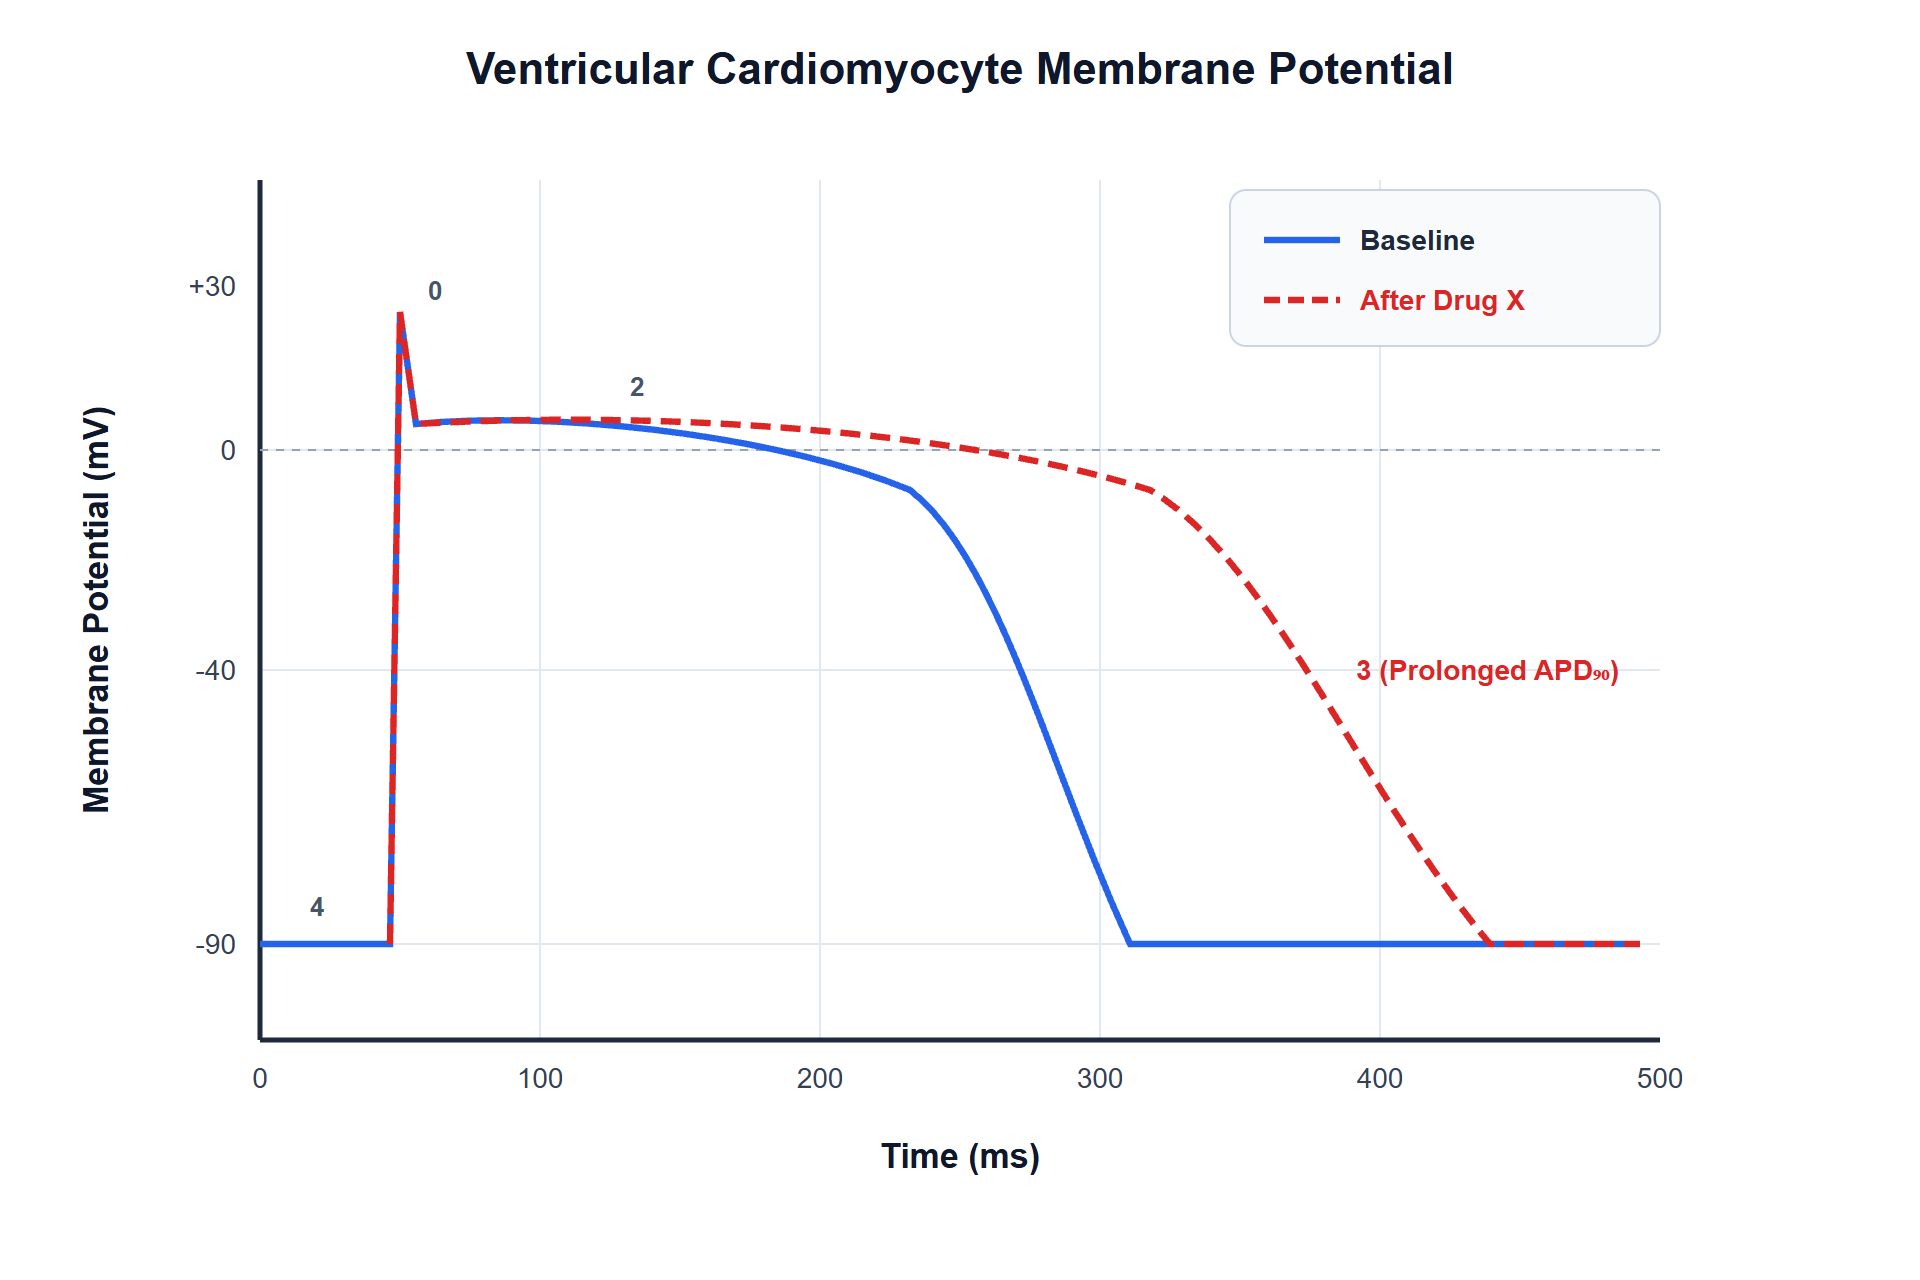 Ventricular Cardiomyocyte Membrane Potential
Baseline
After Drug X
+30
0
-40
-90
Membrane Potential (mV)
0
2
3 (Prolonged APD₉₀)
4
0
100
200
300
400
500
Time (ms)